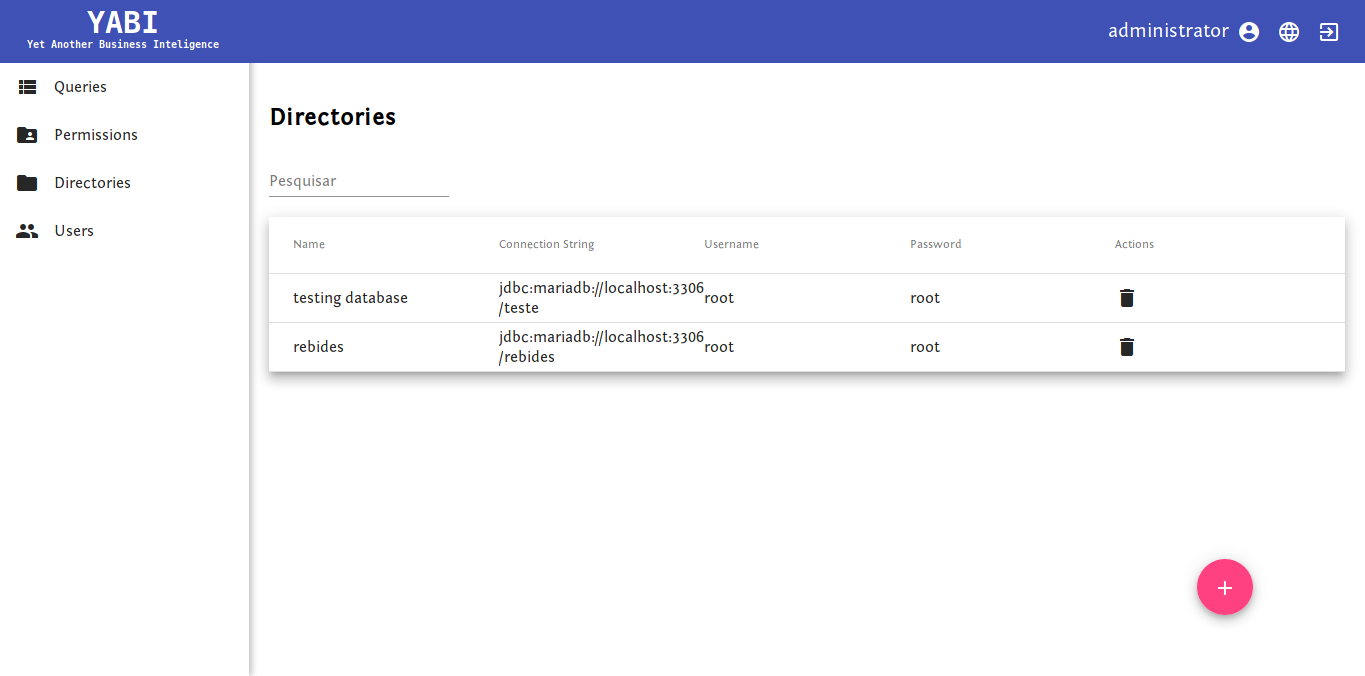 YABI
Yet Another Business Inteligence
administrator
Queries
Permissions
Directories
Users
Directories
Pesquisar
Name Connection String Username Password Actions
testing database jdbc:mariadb://localhost:3306 root root
/teste
rebides jdbc:mariadb://localhost:3306 root root
/rebides